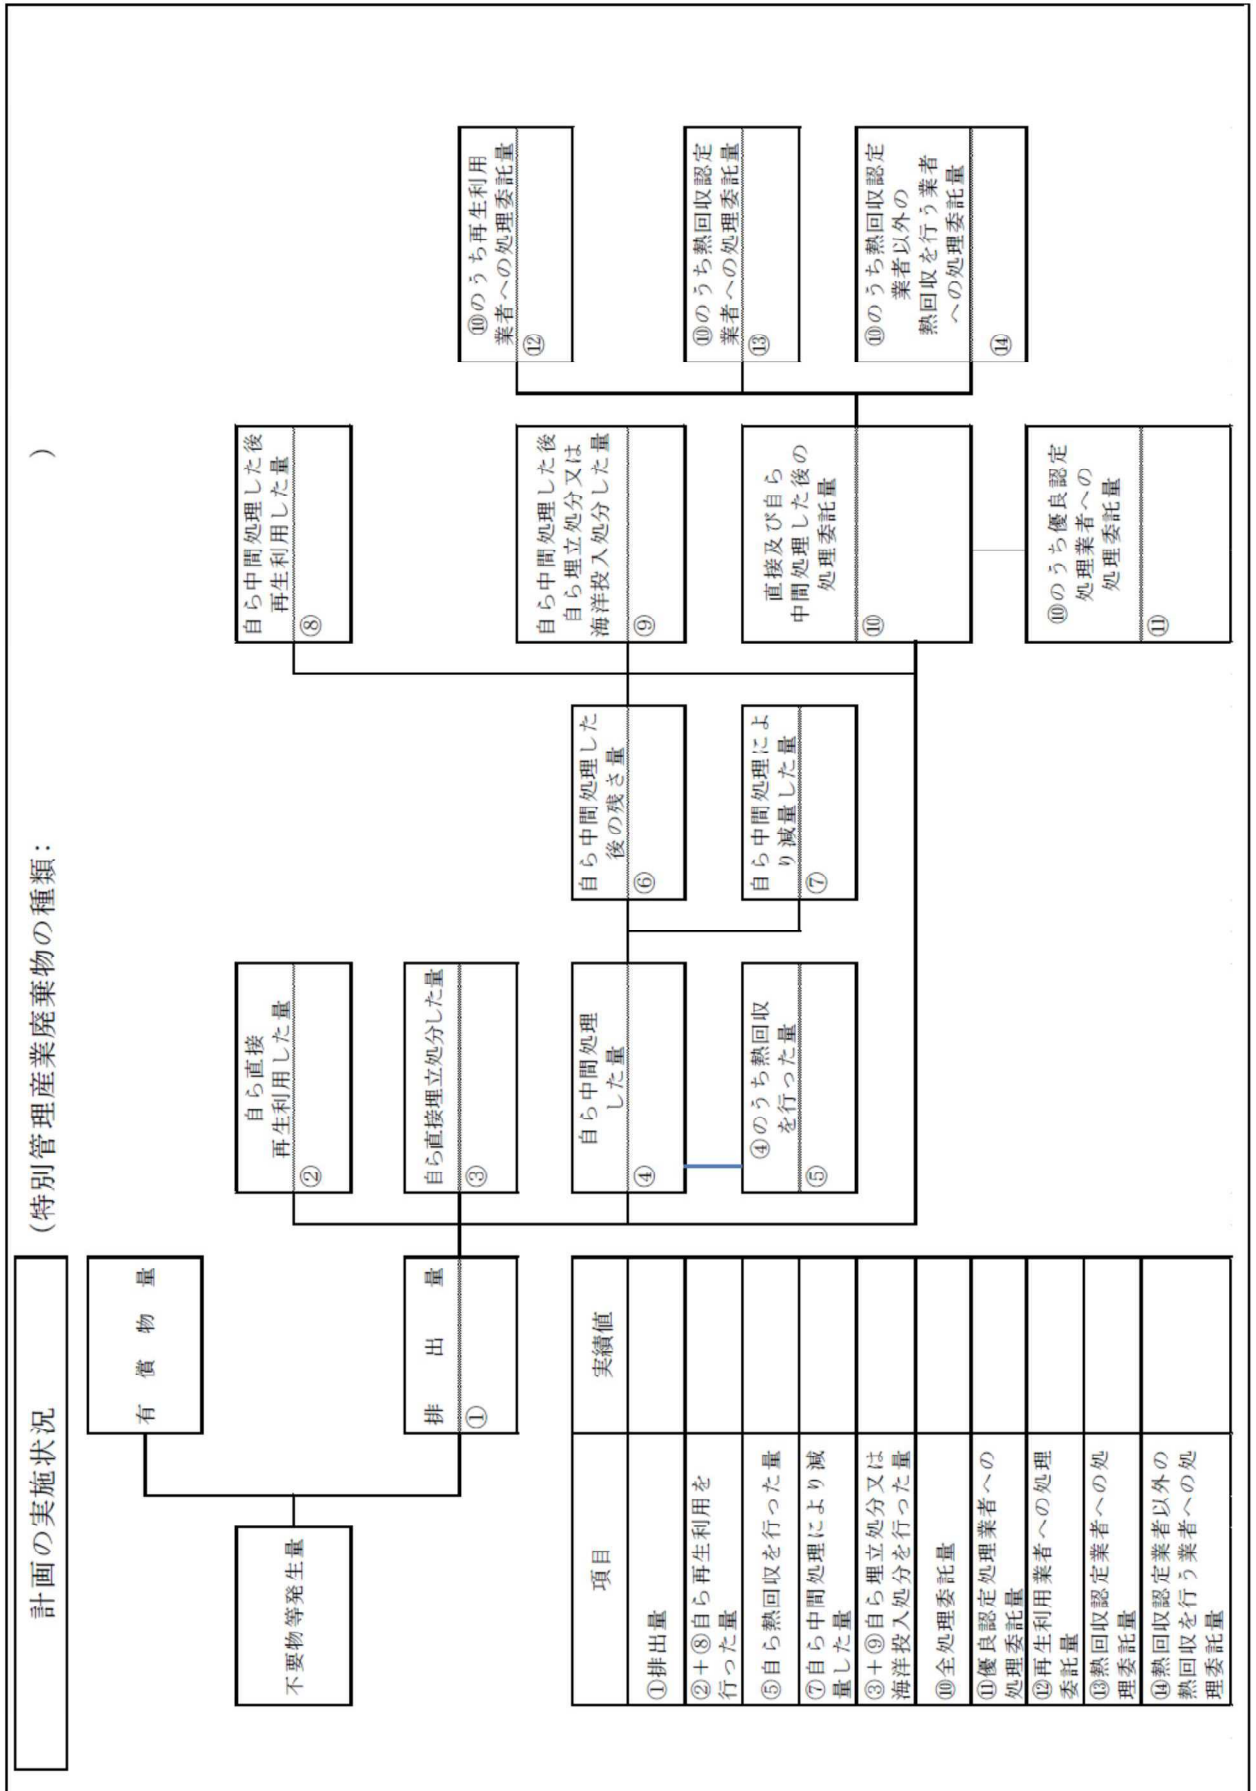 計画の実施状況
(特別管理産業廃棄物の種類：　　　　)
不要物等発生量
有償物量
排出量
①
自ら直接
再生利用した量
②
自ら直接埋立処分した量
③
自ら中間処理
した量
④
④のうち熱回収
を行った量
⑤
自ら中間処理した
後の残さ量
⑥
自ら中間処理によ
り減量した量
⑦
自ら中間処理した後
再生利用した量
⑧
自ら中間処理した後
自ら埋立処分又は
海洋投入処分した量
⑨
直接及び自ら
中間処理した後の
処理委託量
⑩
⑩のうち優良認定
処理業者への
処理委託量
⑪
⑩のうち再生利用
業者への処理委託量
⑫
⑩のうち熱回収認定
業者への処理委託量
⑬
⑩のうち熱回収認定
業者以外の
熱回収を行う業者
への処理委託量
⑭
項目
実績値
①排出量
②＋⑧自ら再生利用を
行った量
⑤自ら熱回収を行った量
⑦自ら中間処理により減
量した量
③＋⑨自ら埋立処分又は
海洋投入処分を行った量
⑩全処理委託量
⑪優良認定処理業者への
処理委託量
⑫再生利用業者への処理
委託量
⑬熱回収認定業者への処
理委託量
⑭熱回収認定業者以外の
熱回収を行う業者への処
理委託量